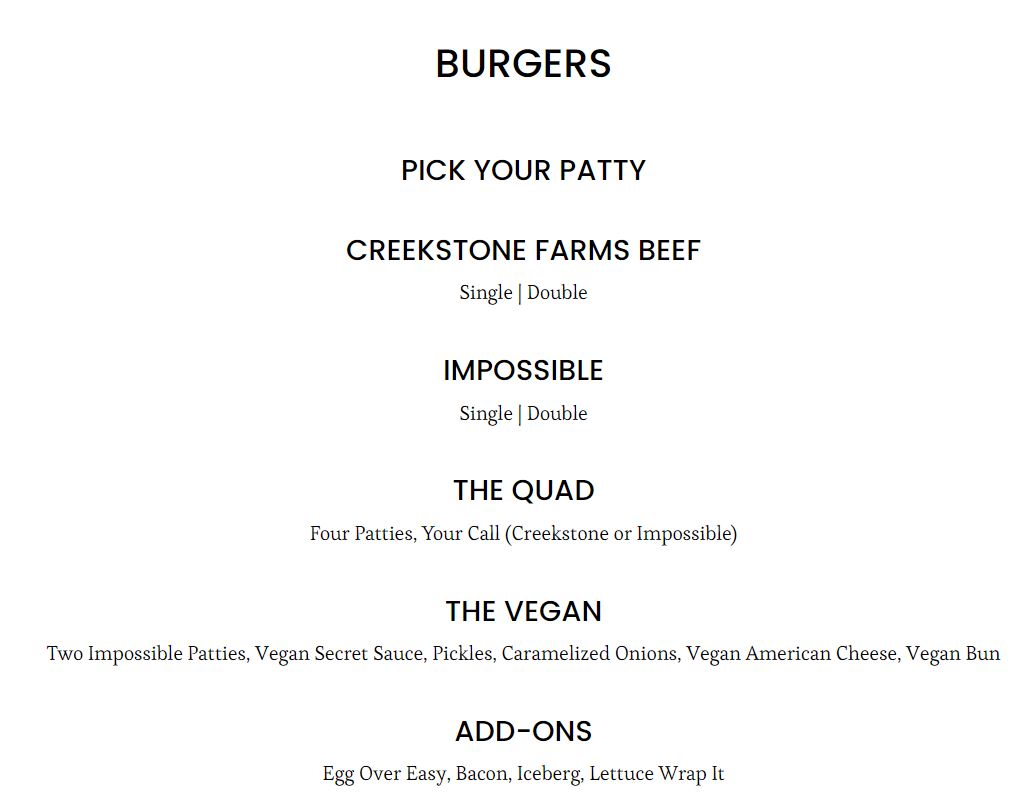 BURGERS
PICK YOUR PATTY
CREEKSTONE FARMS BEEF
Single | Double
IMPOSSIBLE
Single | Double
THE QUAD
Four Patties, Your Call (Creekstone or Impossible)
THE VEGAN
Two Impossible Patties, Vegan Secret Sauce, Pickles, Caramelized Onions, Vegan American Cheese, Vegan Bun
ADD-ONS
Egg Over Easy, Bacon, Iceberg, Lettuce Wrap It